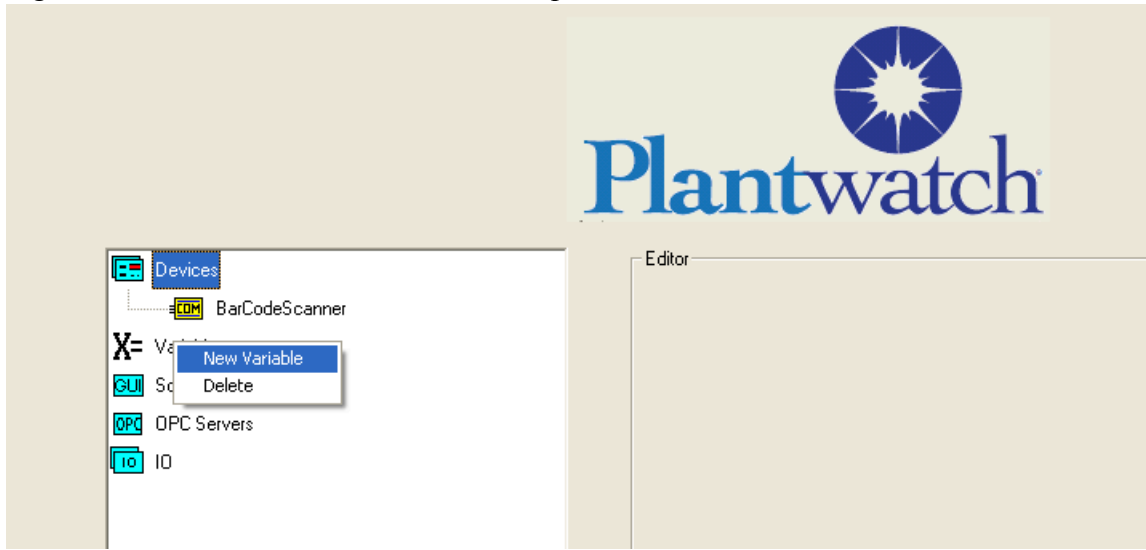 Plantwatch
Devices
COM BarCodeScanner
X=
New Variable
GUI
Delete
OPC OPC Servers
IO IO
Editor